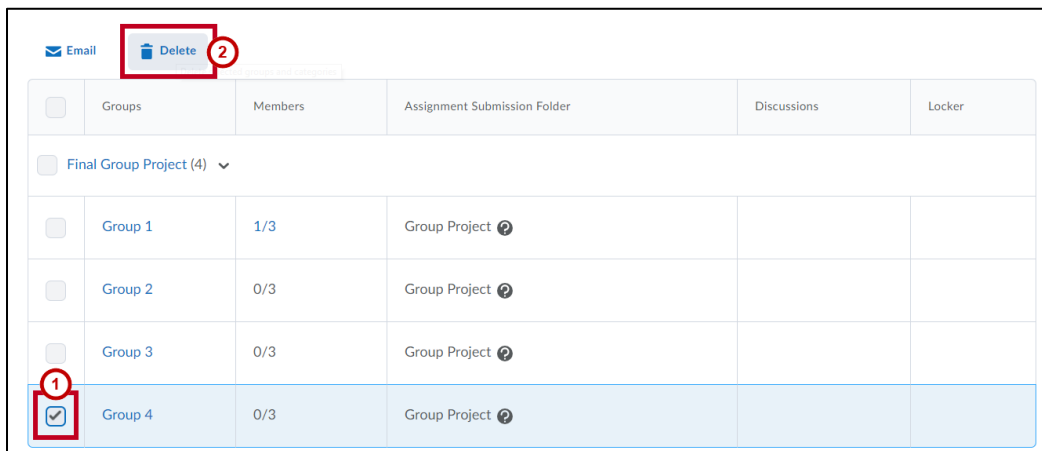 Email Delete 2
Groups Members Assignment Submission Folder Discussions Locker
Final Group Project (4)
Group 1 1/3 Group Project ?
Group 2 0/3 Group Project ?
Group 3 0/3 Group Project ?
1
Group 4 0/3 Group Project ?